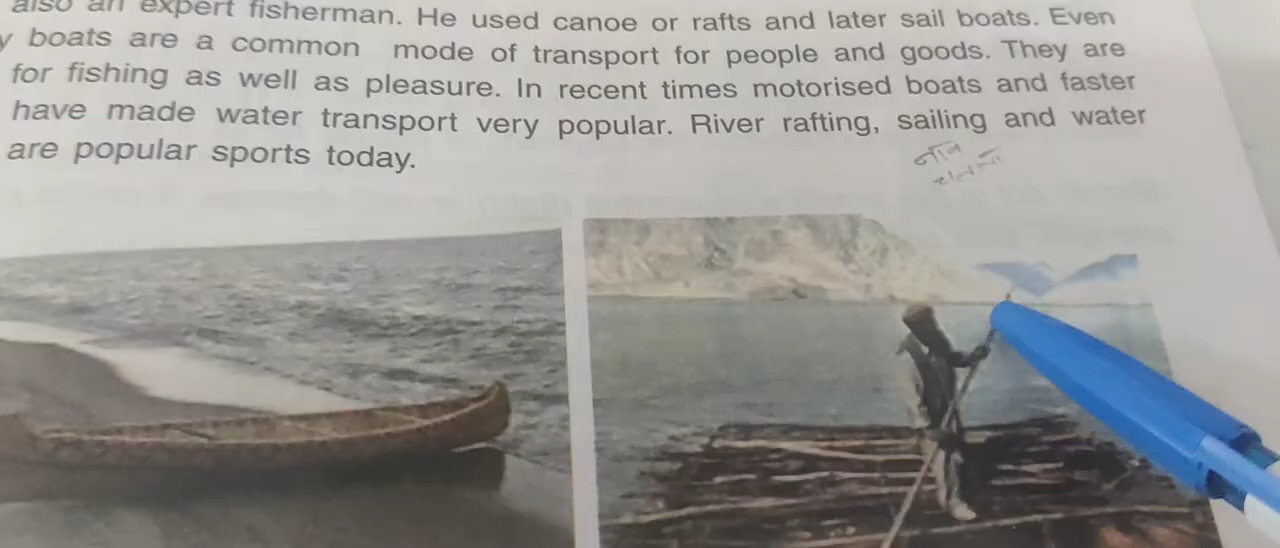 also an expert fisherman. He used canoe or rafts and later sail boats. Even
y boats are a common mode of transport for people and goods. They are
for fishing as well as pleasure. In recent times motorised boats and faster
have made water transport very popular. River rafting, sailing and water
are popular sports today.
नाव
चलाना